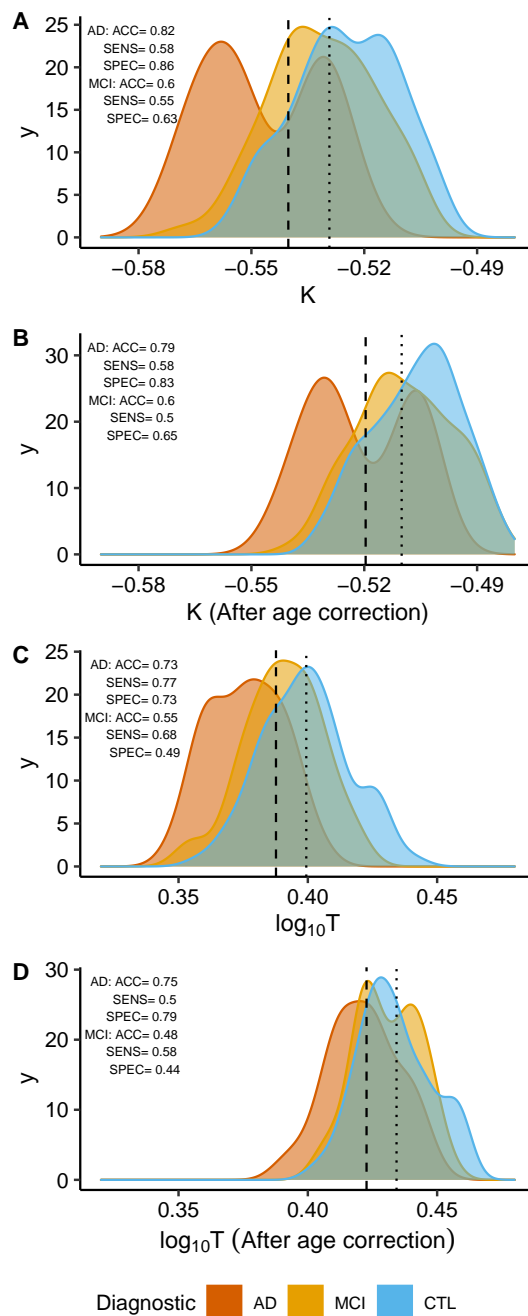 A
25
20
15
10
5
0
y
AD: ACC= 0.82
SENS= 0.58
SPEC= 0.86
MCI: ACC= 0.6
SENS= 0.55
SPEC= 0.63
−0.58 −0.55 −0.52 −0.49
K
B
30
20
10
0
y
AD: ACC= 0.79
SENS= 0.58
SPEC= 0.83
MCI: ACC= 0.6
SENS= 0.5
SPEC= 0.65
−0.58 −0.55 −0.52 −0.49
K (After age correction)
C
25
20
15
10
5
0
y
AD: ACC= 0.73
SENS= 0.77
SPEC= 0.73
MCI: ACC= 0.55
SENS= 0.68
SPEC= 0.49
0.35 0.40 0.45
log₁₀T
D
30
20
10
0
y
AD: ACC= 0.75
SENS= 0.5
SPEC= 0.79
MCI: ACC= 0.48
SENS= 0.58
SPEC= 0.44
0.35 0.40 0.45
log₁₀T (After age correction)
Diagnostic AD MCI CTL